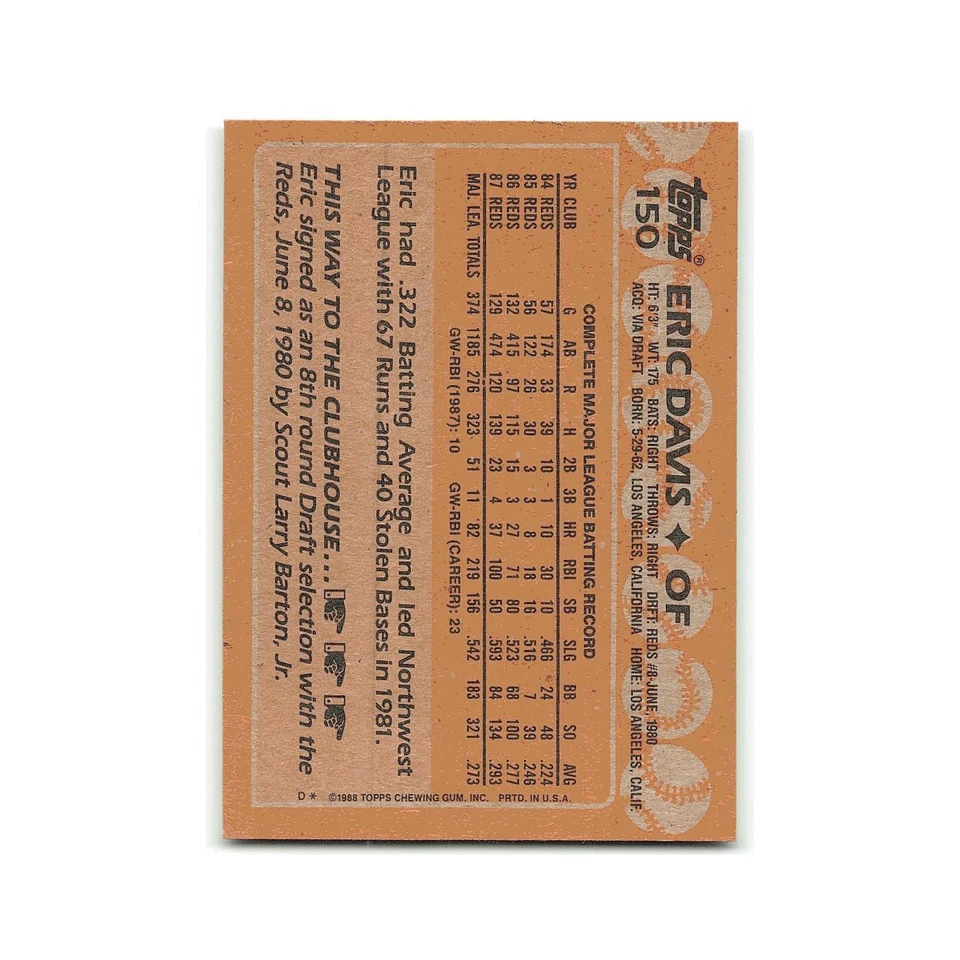 topps®
150
ERIC DAVIS ♦ OF
HT: 6'3" WT: 175 BATS: RIGHT THROWS: RIGHT DRFT: REDS #8-JUNE, 1980
ACQ: VIA DRAFT BORN: 5-29-62, LOS ANGELES, CALIFORNIA HOME: LOS ANGELES, CALIF.
COMPLETE MAJOR LEAGUE BATTING RECORD
YR CLUB G AB R H 2B 3B HR RBI SB SLG BB SO AVG
84 REDS 57 174 33 39 10 1 10 30 10 .466 24 48 .224
85 REDS 56 122 26 30 3 3 8 18 16 .516 7 39 .246
86 REDS 132 415 97 115 15 3 27 71 80 .523 68 100 .277
87 REDS 129 474 120 139 23 4 37 100 50 .593 84 134 .293
MAJ. LEA. TOTALS 374 1185 276 323 51 11 82 219 156 .542 183 321 .273
GW-RBI (1987): 10 GW-RBI (CAREER): 23
Eric had .322 Batting Average and led Northwest
League with 67 Runs and 40 Stolen Bases in 1981.
THIS WAY TO THE CLUBHOUSE...
Eric signed as an 8th round Draft selection with the
Reds, June 8, 1980 by Scout Larry Barton, Jr.
D* ©1988 TOPPS CHEWING GUM, INC. PRTD. IN U.S.A.